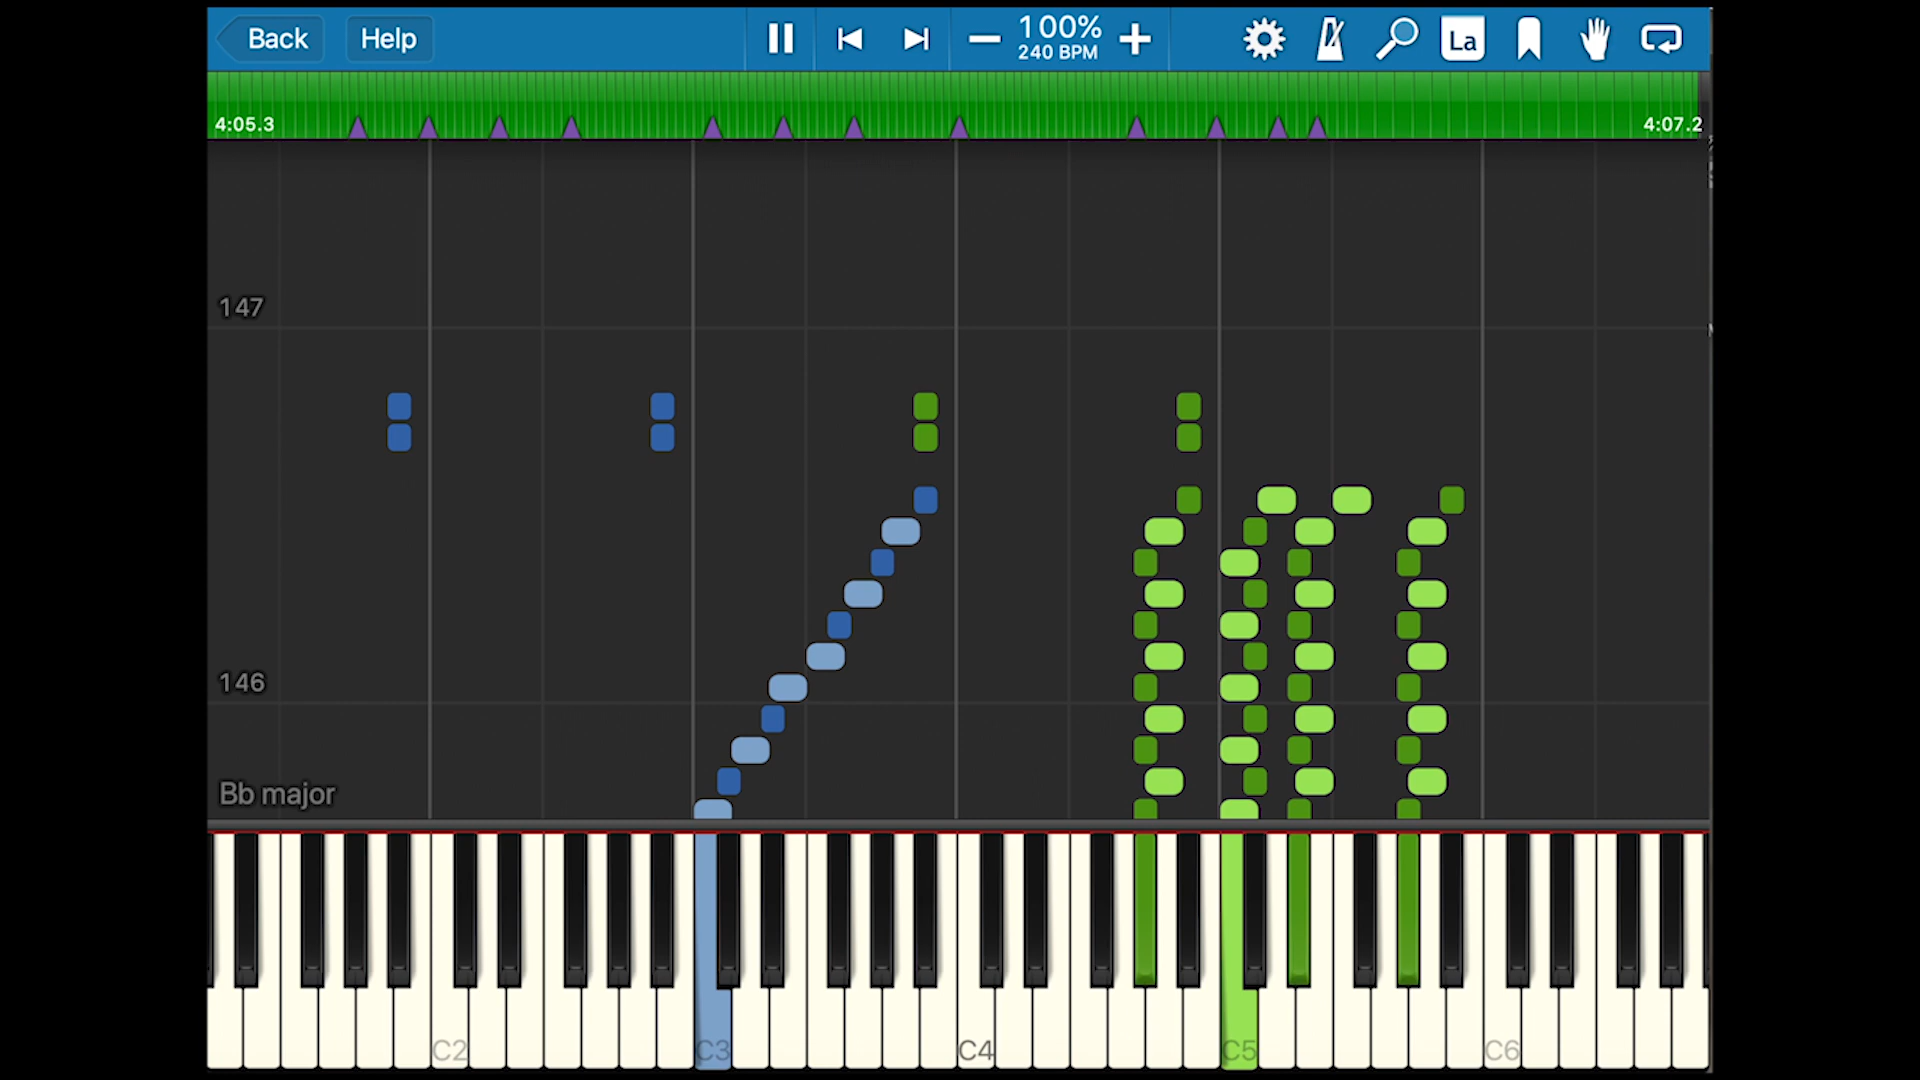 Back
Help
100%
240 BPM
La
4:05.3
4:07.2
147
146
Bb major
C2
C3
C4
C5
C6